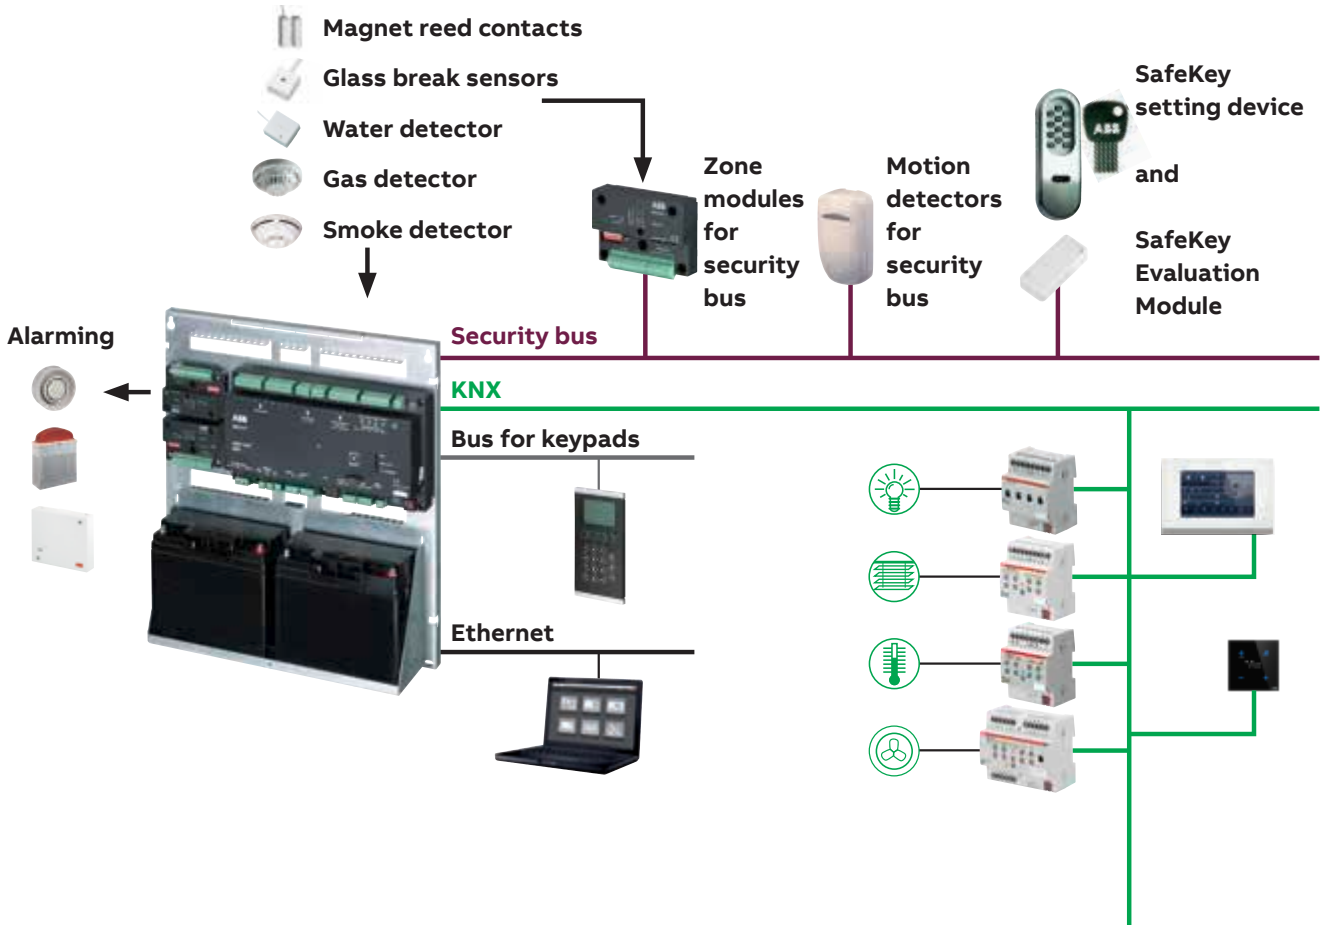 Magnet reed contacts
Glass break sensors
Water detector
Gas detector
Smoke detector
Zone
modules
for
security
bus
Motion
detectors
for
security
bus
SafeKey
setting device
and
SafeKey
Evaluation
Module
ABB
Alarming
Security bus
KNX
Bus for keypads
Ethernet